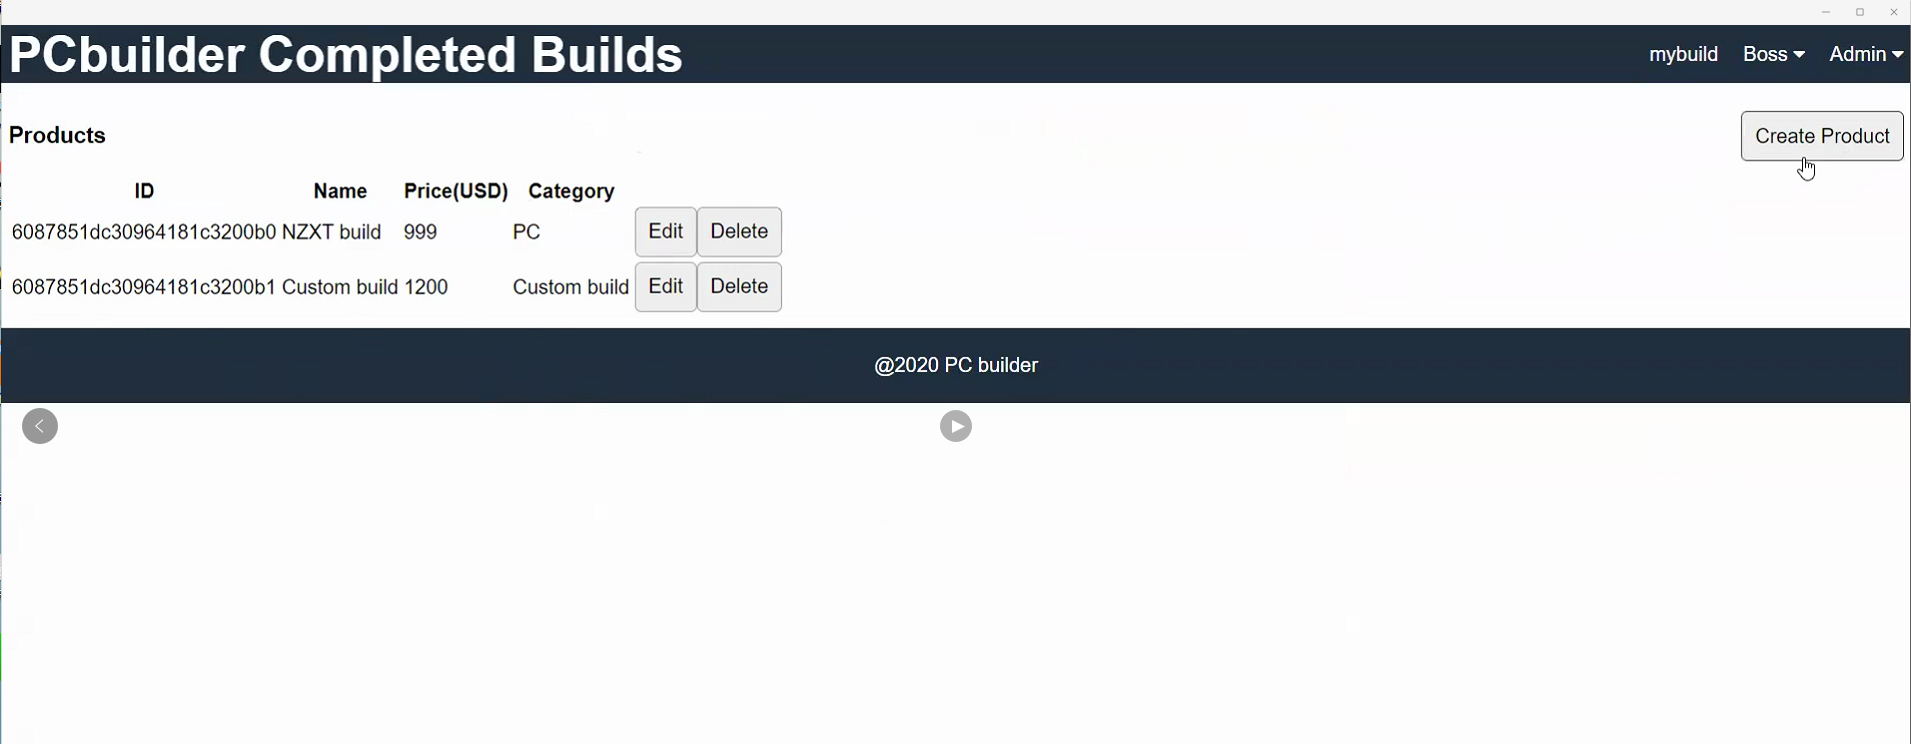 PCbuilder Completed Builds mybuild Boss Admin
Products Create Product
ID Name Price(USD) Category
6087851dc30964181c3200b0 NZXT build 999 PC Edit Delete
6087851dc30964181c3200b1 Custom build 1200 Custom build Edit Delete
@2020 PC builder